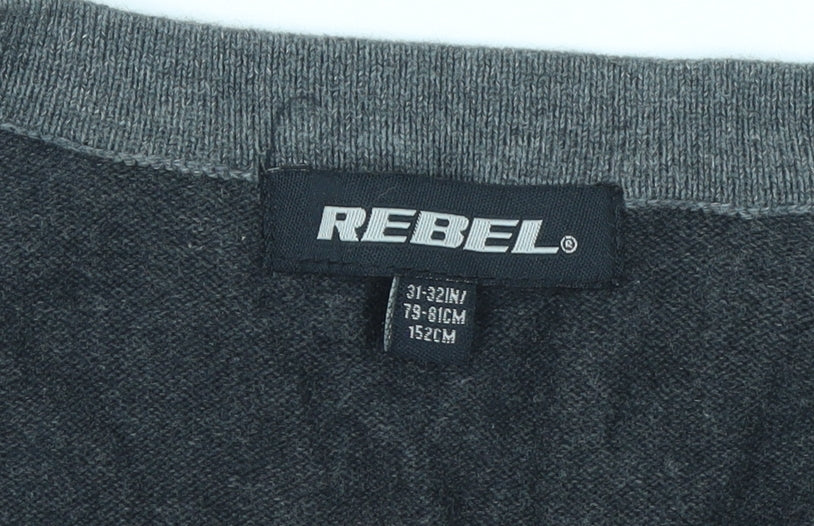 REBEL®
31-32IN/
79-81CM
152CM